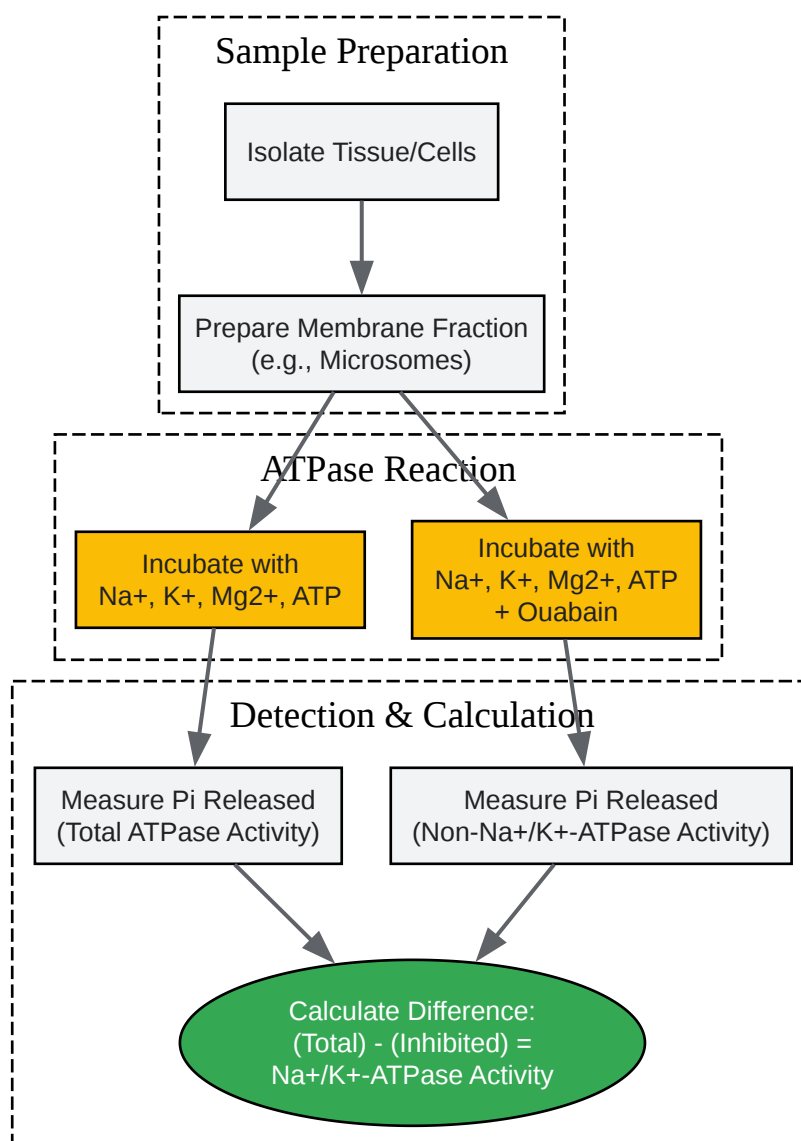 Sample Preparation
Isolate Tissue/Cells
Prepare Membrane Fraction
(e.g., Microsomes)
ATPase Reaction
Incubate with
Na+, K+, Mg2+, ATP
Incubate with
Na+, K+, Mg2+, ATP
+ Ouabain
Detection & Calculation
Measure Pi Released
(Total ATPase Activity)
Measure Pi Released
(Non-Na+/K+-ATPase Activity)
Calculate Difference:
(Total) - (Inhibited) =
Na+/K+-ATPase Activity